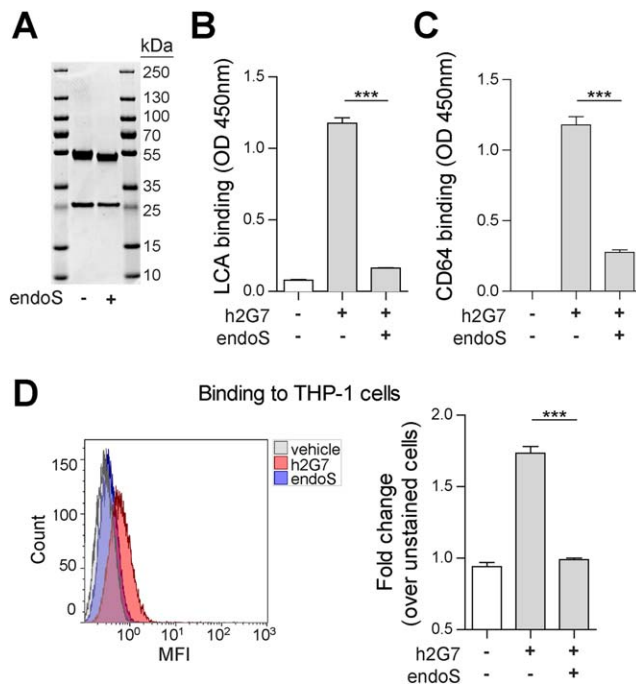 A
kDa
250
130
100
70
55
35
25
15
10
endoS - +
B
LCA binding (OD 450nm)
1.5
1.0
0.5
0.0
***
h2G7 - + +
endoS +
C
CD64 binding (OD 450nm)
1.5
1.0
0.5
0.0
***
h2G7 - + +
endoS +
D
Binding to THP-1 cells
Count
150
100
50
0
10⁰ 10¹ 10² 10³
MFI
vehicle
h2G7
endoS
Fold change
(over unstained cells)
2.0
1.5
1.0
0.5
***
h2G7 - + +
endoS +